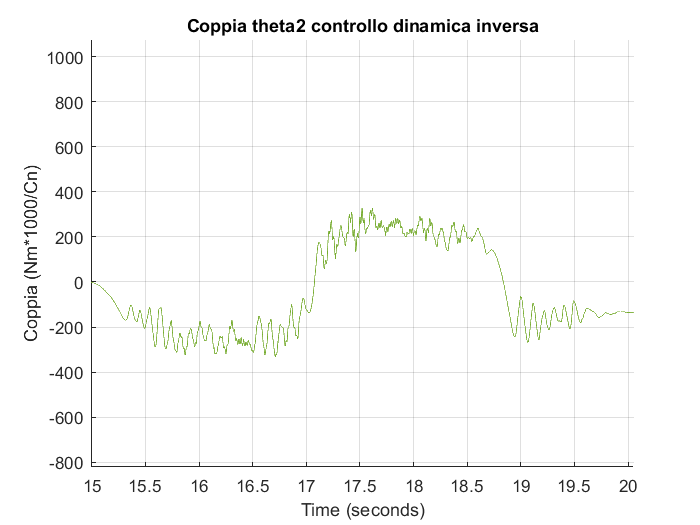 Coppia theta2 controllo dinamica inversa
1000
800
600
400
200
0
-200
-400
-600
-800
Coppia (Nm*1000/Cn)
15 15.5 16 16.5 17 17.5 18 18.5 19 19.5 20
Time (seconds)